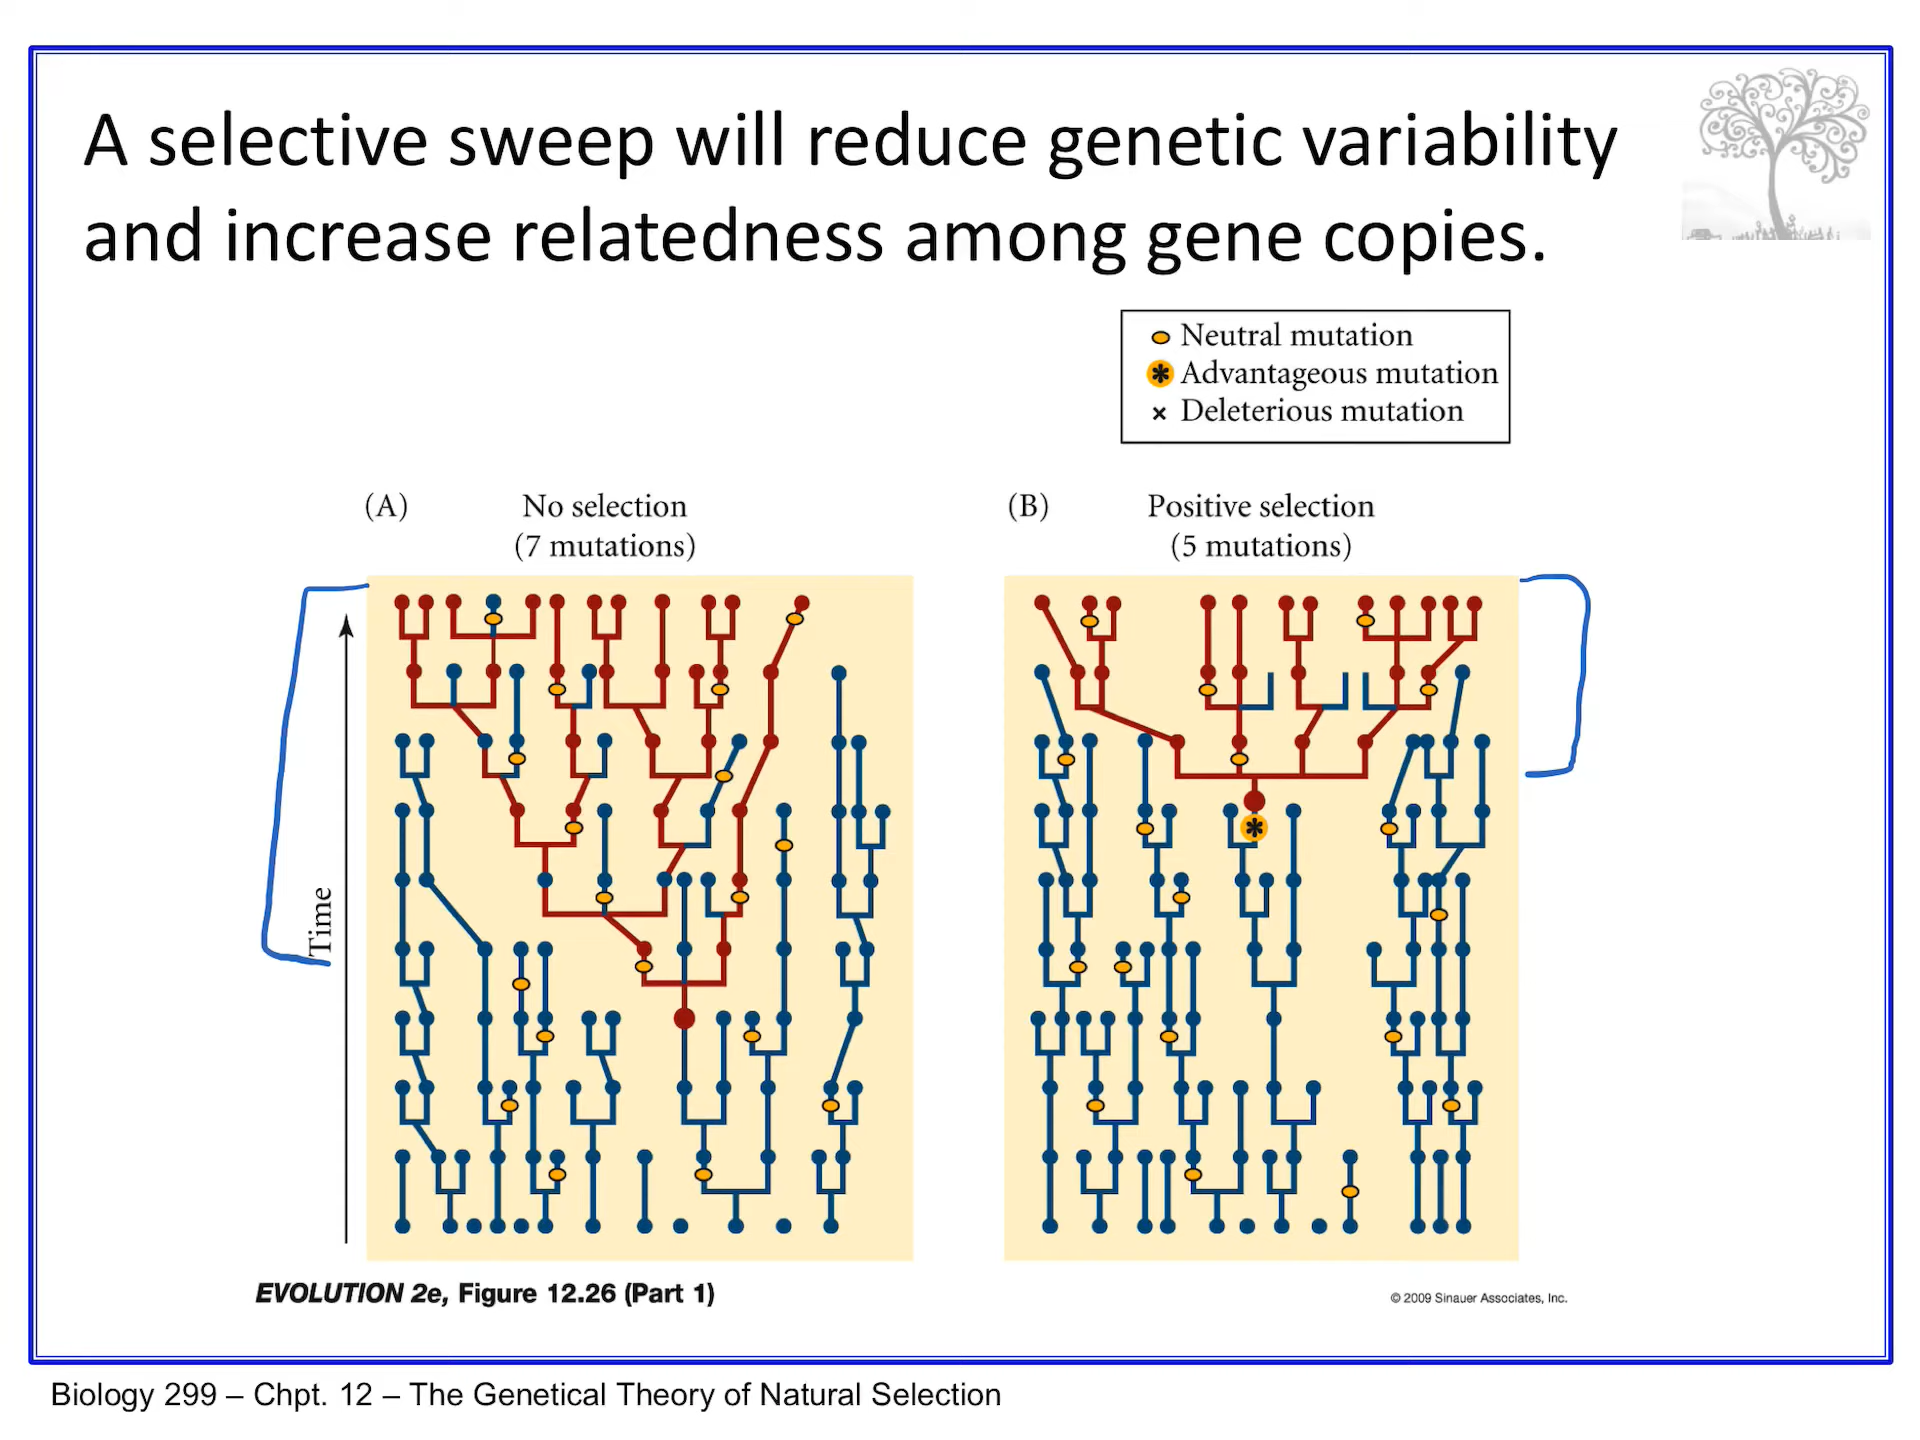 A selective sweep will reduce genetic variability
and increase relatedness among gene copies.
Neutral mutation
Advantageous mutation
Deleterious mutation
(A) No selection
(7 mutations)
(B) Positive selection
(5 mutations)
Time
EVOLUTION 2e, Figure 12.26 (Part 1)
© 2009 Sinauer Associates, Inc.
Biology 299 – Chpt. 12 – The Genetical Theory of Natural Selection